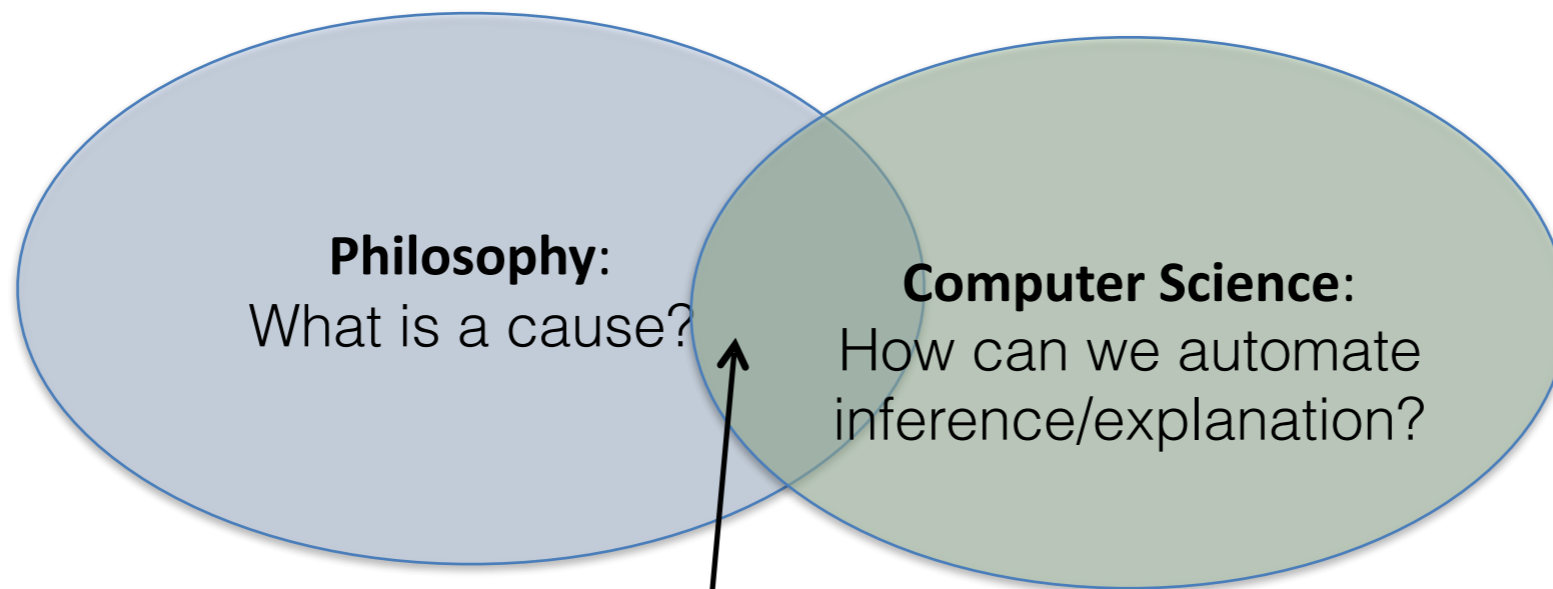 Philosophy:
What is a cause?
Computer Science:
How can we automate
inference/explanation?